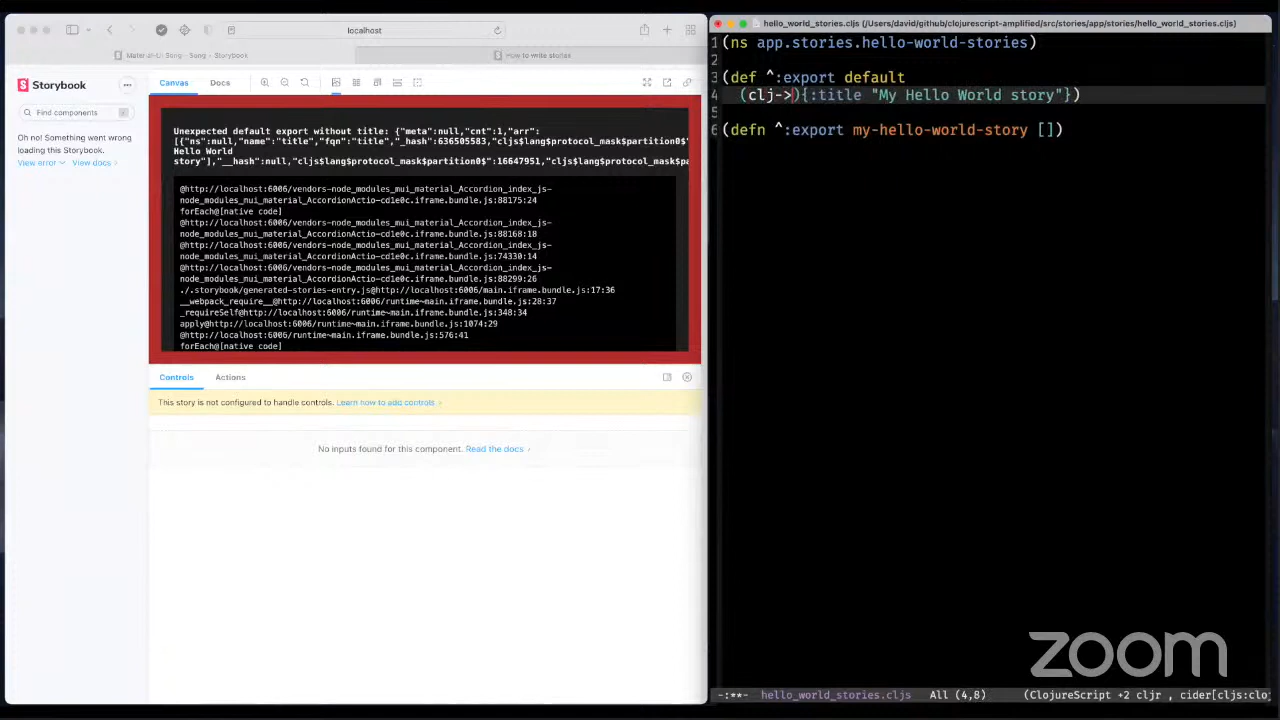 localhost
Material-UI Song - Song · Storybook
How to write stories
Storybook
Find components
/
Oh no! Something went wrong
loading this Storybook.
View error
View docs
Canvas
Docs
Unexpected default export without title: {"meta":null,"cnt":1,"arr":
[{"ns":null,"name":"title","fqn":"title","_hash":636505583,"cljs$lang$protocol_mask$partition0$"
Hello World
story"],"__hash":null,"cljs$lang$protocol_mask$partition0$":16647951,"cljs$lang$protocol_mask$pa
@http://localhost:6006/vendors-node_modules_mui_material_Accordion_index_js-
node_modules_mui_material_AccordionActio-cd1e0c.iframe.bundle.js:88175:24
forEach@[native code]
@http://localhost:6006/vendors-node_modules_mui_material_Accordion_index_js-
node_modules_mui_material_AccordionActio-cd1e0c.iframe.bundle.js:88168:18
@http://localhost:6006/vendors-node_modules_mui_material_Accordion_index_js-
node_modules_mui_material_AccordionActio-cd1e0c.iframe.bundle.js:74330:14
@http://localhost:6006/vendors-node_modules_mui_material_Accordion_index_js-
node_modules_mui_material_AccordionActio-cd1e0c.iframe.bundle.js:88299:26
./.storybook/generated-stories-entry.js@http://localhost:6006/main.iframe.bundle.js:17:36
__webpack_require__@http://localhost:6006/runtime~main.iframe.bundle.js:28:37
_requireSelf@http://localhost:6006/runtime~main.iframe.bundle.js:348:34
apply@http://localhost:6006/runtime~main.iframe.bundle.js:1074:29
@http://localhost:6006/runtime~main.iframe.bundle.js:576:41
forEach@[native code]
Controls
Actions
This story is not configured to handle controls. Learn how to add controls
No inputs found for this component. Read the docs
hello_world_stories.cljs (/Users/david/github/clojurescript-amplified/src/stories/app/stories/hello_world_stories.cljs)
1 (ns app.stories.hello-world-stories)
2
3 (def ^:export default
4 (clj->){:title "My Hello World story"})
5
6 (defn ^:export my-hello-world-story [])
zoom
-:**- hello_world_stories.cljs All (4,8) (ClojureScript +2 cljr , cider[cljs:clo